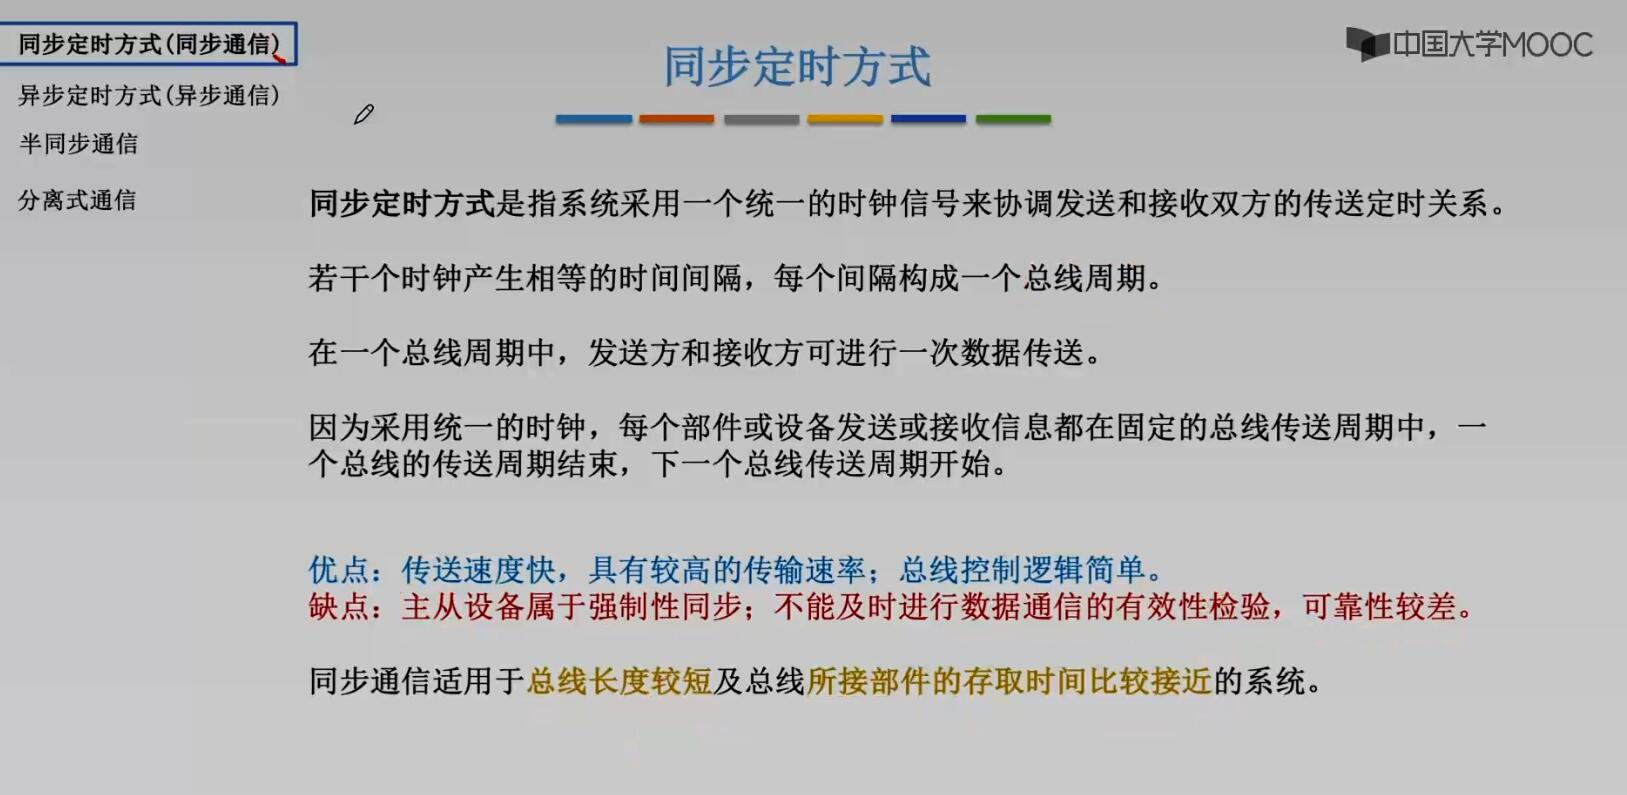 同步定时方式(同步通信)
异步定时方式(异步通信)
半同步通信
分离式通信
中国大学MOOC
同步定时方式
同步定时方式是指系统采用一个统一的时钟信号来协调发送和接收双方的传送定时关系。
若干个时钟产生相等的时间间隔，每个间隔构成一个总线周期。
在一个总线周期中，发送方和接收方可进行一次数据传送。
因为采用统一的时钟，每个部件或设备发送或接收信息都在固定的总线传送周期中，一
个总线的传送周期结束，下一个总线传送周期开始。
优点：传送速度快，具有较高的传输速率；总线控制逻辑简单。
缺点：主从设备属于强制性同步；不能及时进行数据通信的有效性检验，可靠性较差。
同步通信适用于总线长度较短及总线所接部件的存取时间比较接近的系统。